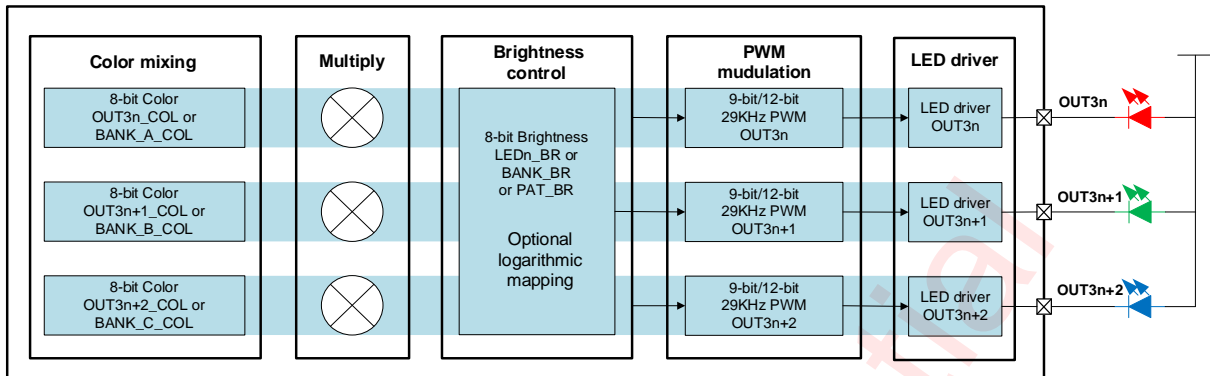 Color mixing
8-bit Color
OUT3n_COL or
BANK_A_COL
8-bit Color
OUT3n+1_COL or
BANK_B_COL
8-bit Color
OUT3n+2_COL or
BANK_C_COL
Multiply
Brightness
control
8-bit Brightness
LEDn_BR or
BANK_BR
or PAT_BR
Optional
logarithmic
mapping
PWM
mudulation
9-bit/12-bit
29KHz PWM
OUT3n
9-bit/12-bit
29KHz PWM
OUT3n+1
9-bit/12-bit
29KHz PWM
OUT3n+2
LED driver
LED driver
OUT3n
LED driver
OUT3n+1
LED driver
OUT3n+2
OUT3n
OUT3n+1
OUT3n+2
tial